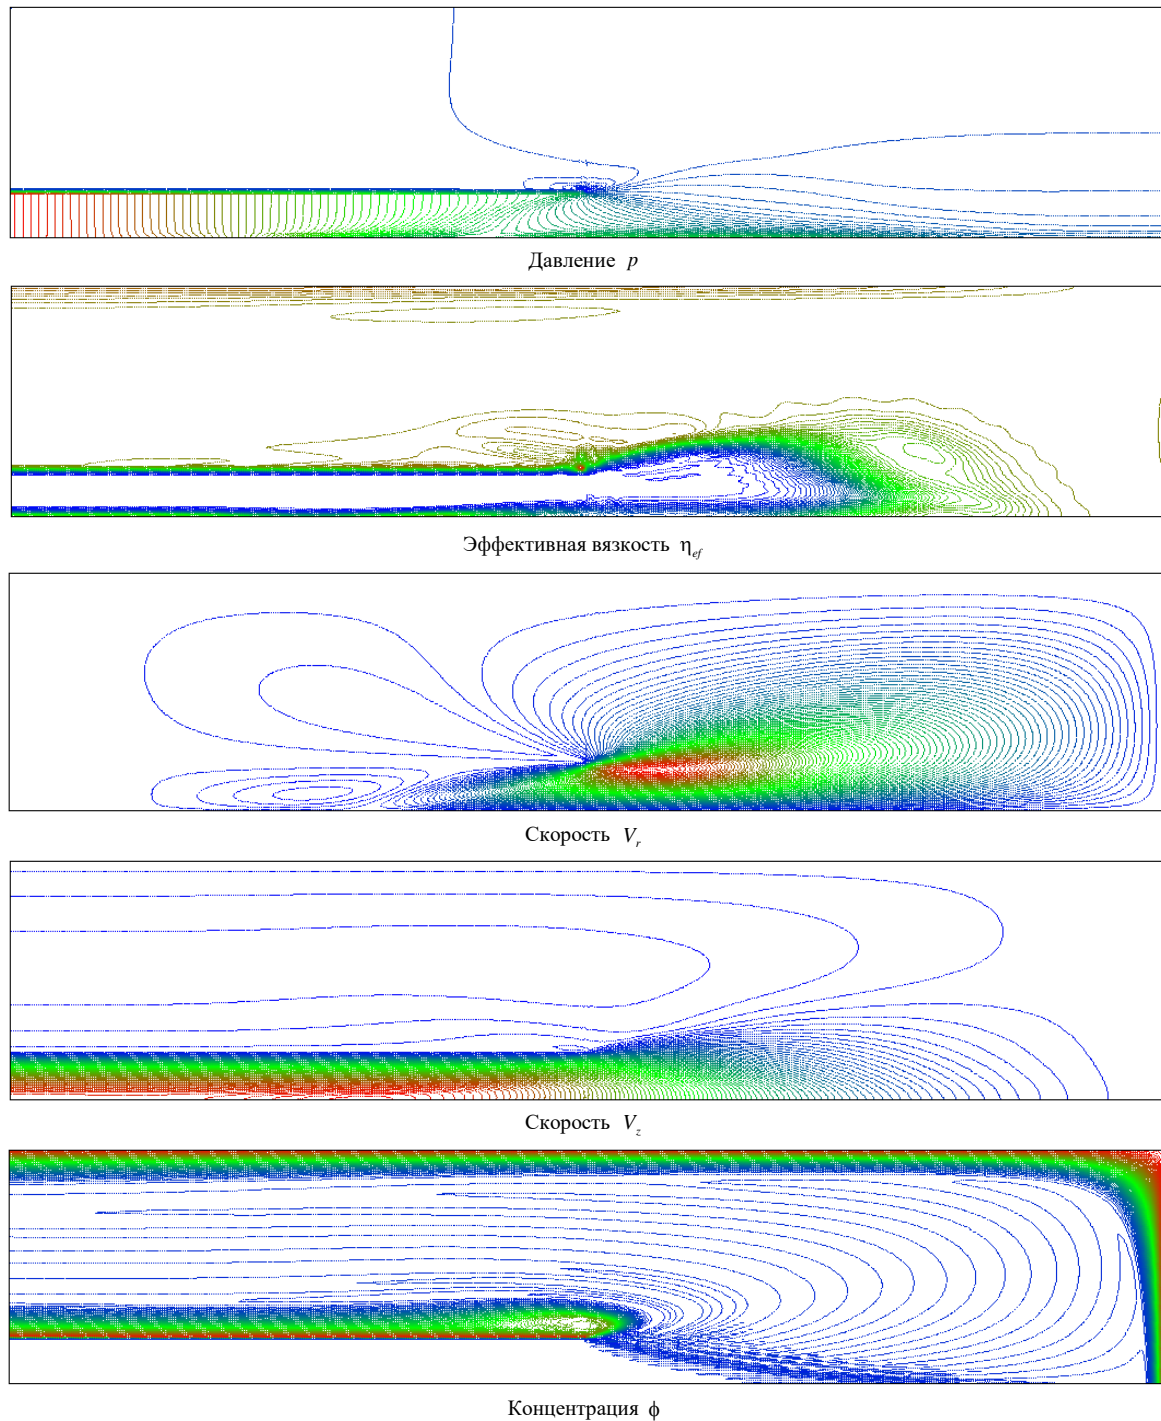 Давление p
Эффективная вязкость η_ef
Скорость V_r
Скорость V_z
Концентрация ϕ